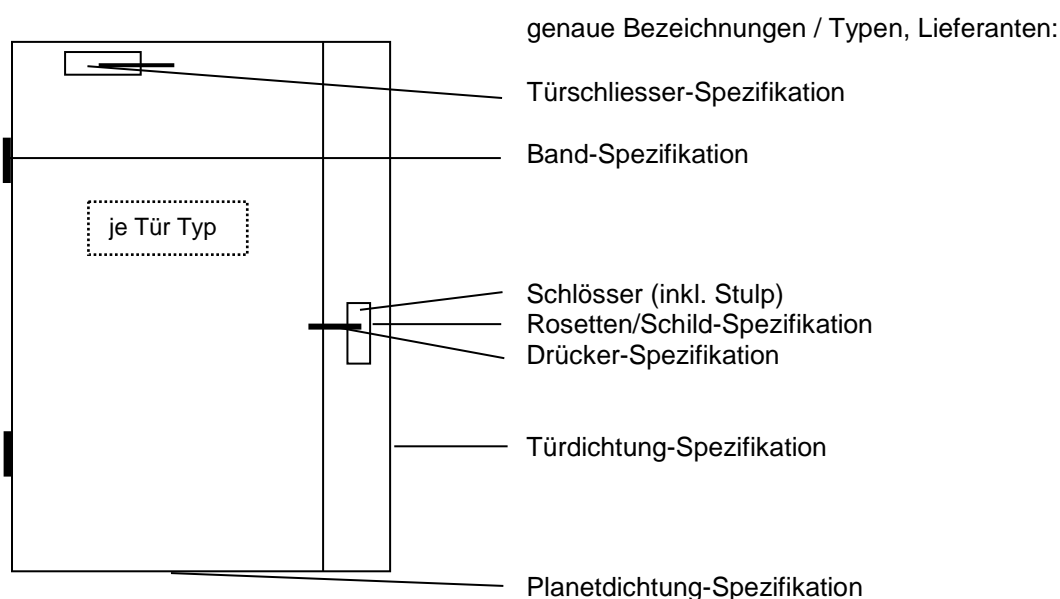 genaue Bezeichnungen / Typen, Lieferanten:
Türschliesser-Spezifikation
Band-Spezifikation
je Tür Typ
Schlösser (inkl. Stulp)
Rosetten/Schild-Spezifikation
Drücker-Spezifikation
Türdichtung-Spezifikation
Planetdichtung-Spezifikation